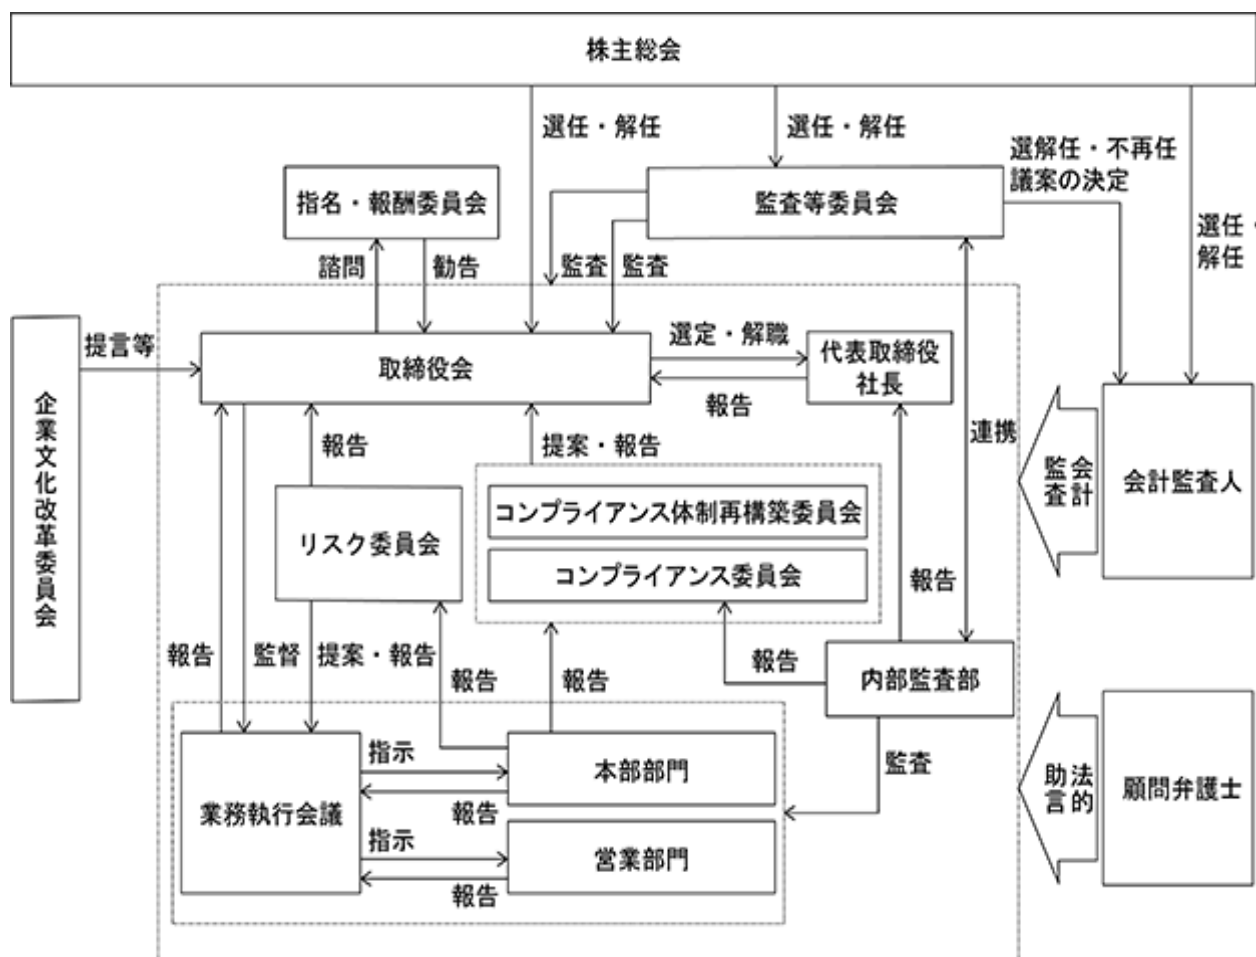 株主総会
選任・解任
選任・解任
選解任・不再任
議案の決定
選任・
解任
指名・報酬委員会
監査等委員会
諮問
勧告
監査
監査
提言等
取締役会
選定・解職
報告
代表取締役
社長
企業文化改革委員会
報告
提案・報告
連携
会計
監査
会計監査人
リスク委員会
コンプライアンス体制再構築委員会
コンプライアンス委員会
報告
報告
監督
提案・報告
報告
報告
報告
内部監査部
監査
業務執行会議
指示
報告
本部部門
指示
報告
営業部門
法的
助言
顧問弁護士